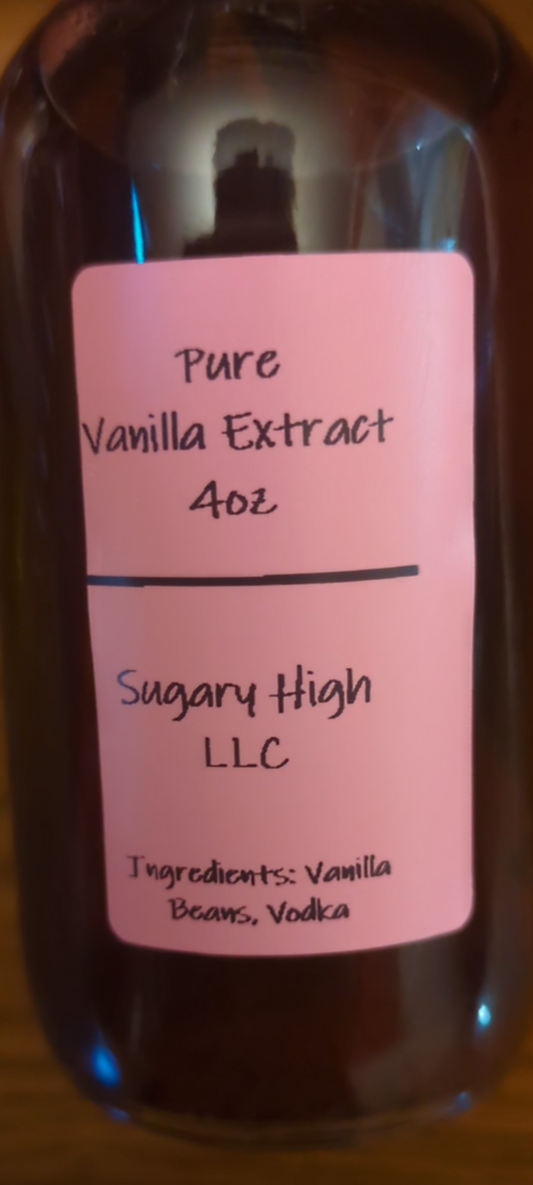 Pure
Vanilla Extract
4oz
Sugary High
LLC
Ingredients: Vanilla
Beans, Vodka